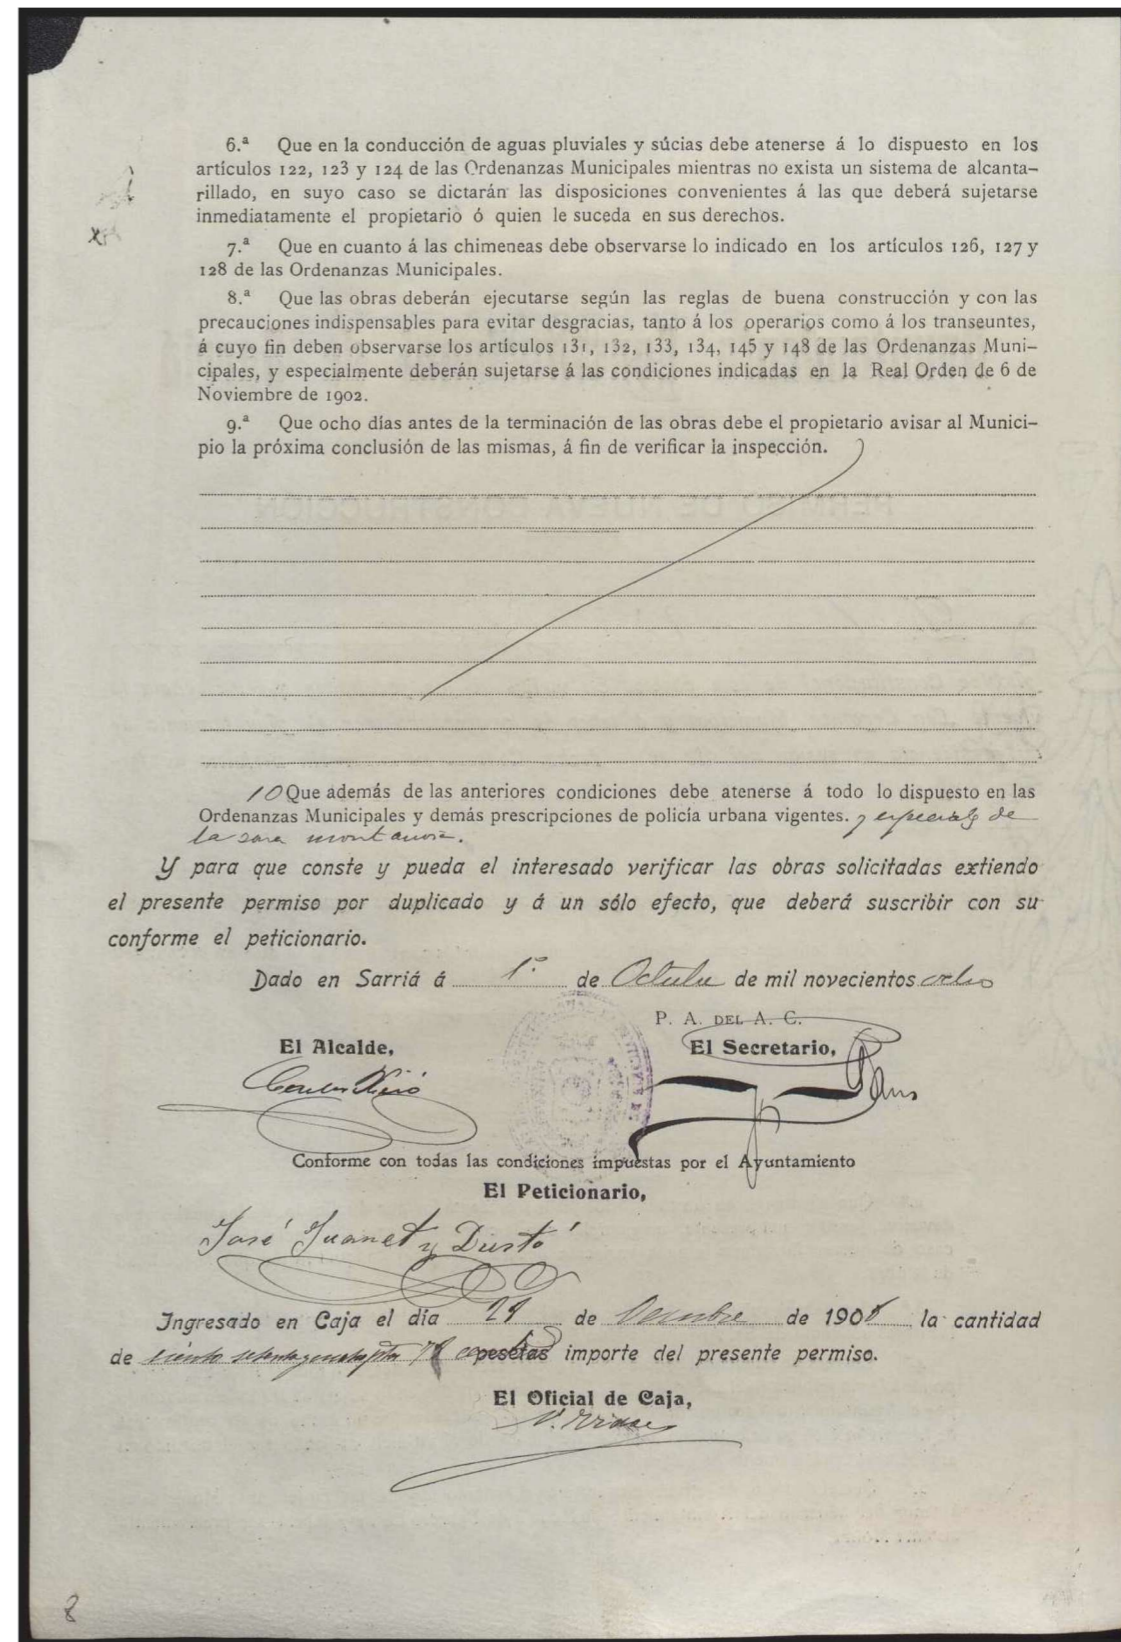 6.ª Que en la conducción de aguas pluviales y súcias debe atenerse á lo dispuesto en los
artículos 122, 123 y 124 de las Ordenanzas Municipales mientras no exista un sistema de alcanta-
rillado, en suyo caso se dictarán las disposiciones convenientes á las que deberá sujetarse
inmediatamente el propietario ó quien le suceda en sus derechos.
7.ª Que en cuanto á las chimeneas debe observarse lo indicado en los artículos 126, 127 y
128 de las Ordenanzas Municipales.
8.ª Que las obras deberán ejecutarse según las reglas de buena construcción y con las
precauciones indispensables para evitar desgracias, tanto á los operarios como á los transeuntes,
á cuyo fin deben observarse los artículos 131, 132, 133, 134, 145 y 148 de las Ordenanzas Muni-
cipales, y especialmente deberán sujetarse á las condiciones indicadas en la Real Orden de 6 de
Noviembre de 1902.
9.ª Que ocho días antes de la terminación de las obras debe el propietario avisar al Munici-
pio la próxima conclusión de las mismas, á fin de verificar la inspección.
10 Que además de las anteriores condiciones debe atenerse á todo lo dispuesto en las
Ordenanzas Municipales y demás prescripciones de policía urbana vigentes. y de
la zona
Y para que conste y pueda el interesado verificar las obras solicitadas extiendo
el presente permiso por duplicado y á un sólo efecto, que deberá suscribir con su
conforme el peticionario.
Dado en Sarriá á 1.º de Octubre de mil novecientos ocho
P. A. DEL A. C.
El Alcalde, El Secretario,
Conforme con todas las condiciones impuestas por el Ayuntamiento
El Peticionario,
José Juanet y
Ingresado en Caja el día 29 de de 1908 la cantidad
de pesetas importe del presente permiso.
El Oficial de Caja,
8